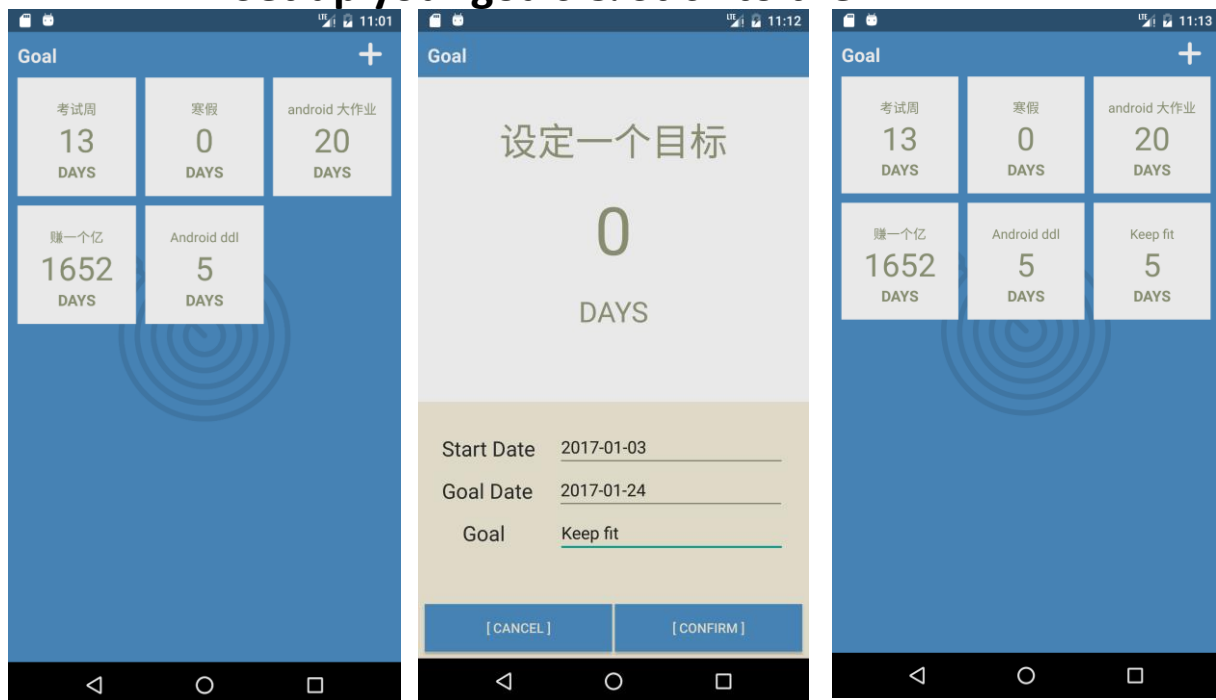 11:01
Goal
考试周
13
DAYS
寒假
0
DAYS
android 大作业
20
DAYS
赚一个亿
1652
DAYS
Android ddl
5
DAYS
LTE 11:12
Goal
设定一个目标
0
DAYS
Start Date 2017-01-03
Goal Date 2017-01-24
Goal Keep fit
[ CANCEL ] [ CONFIRM ]
LTE 11:13
Goal
考试周
13
DAYS
寒假
0
DAYS
android 大作业
20
DAYS
赚一个亿
1652
DAYS
Android ddl
5
DAYS
Keep fit
5
DAYS